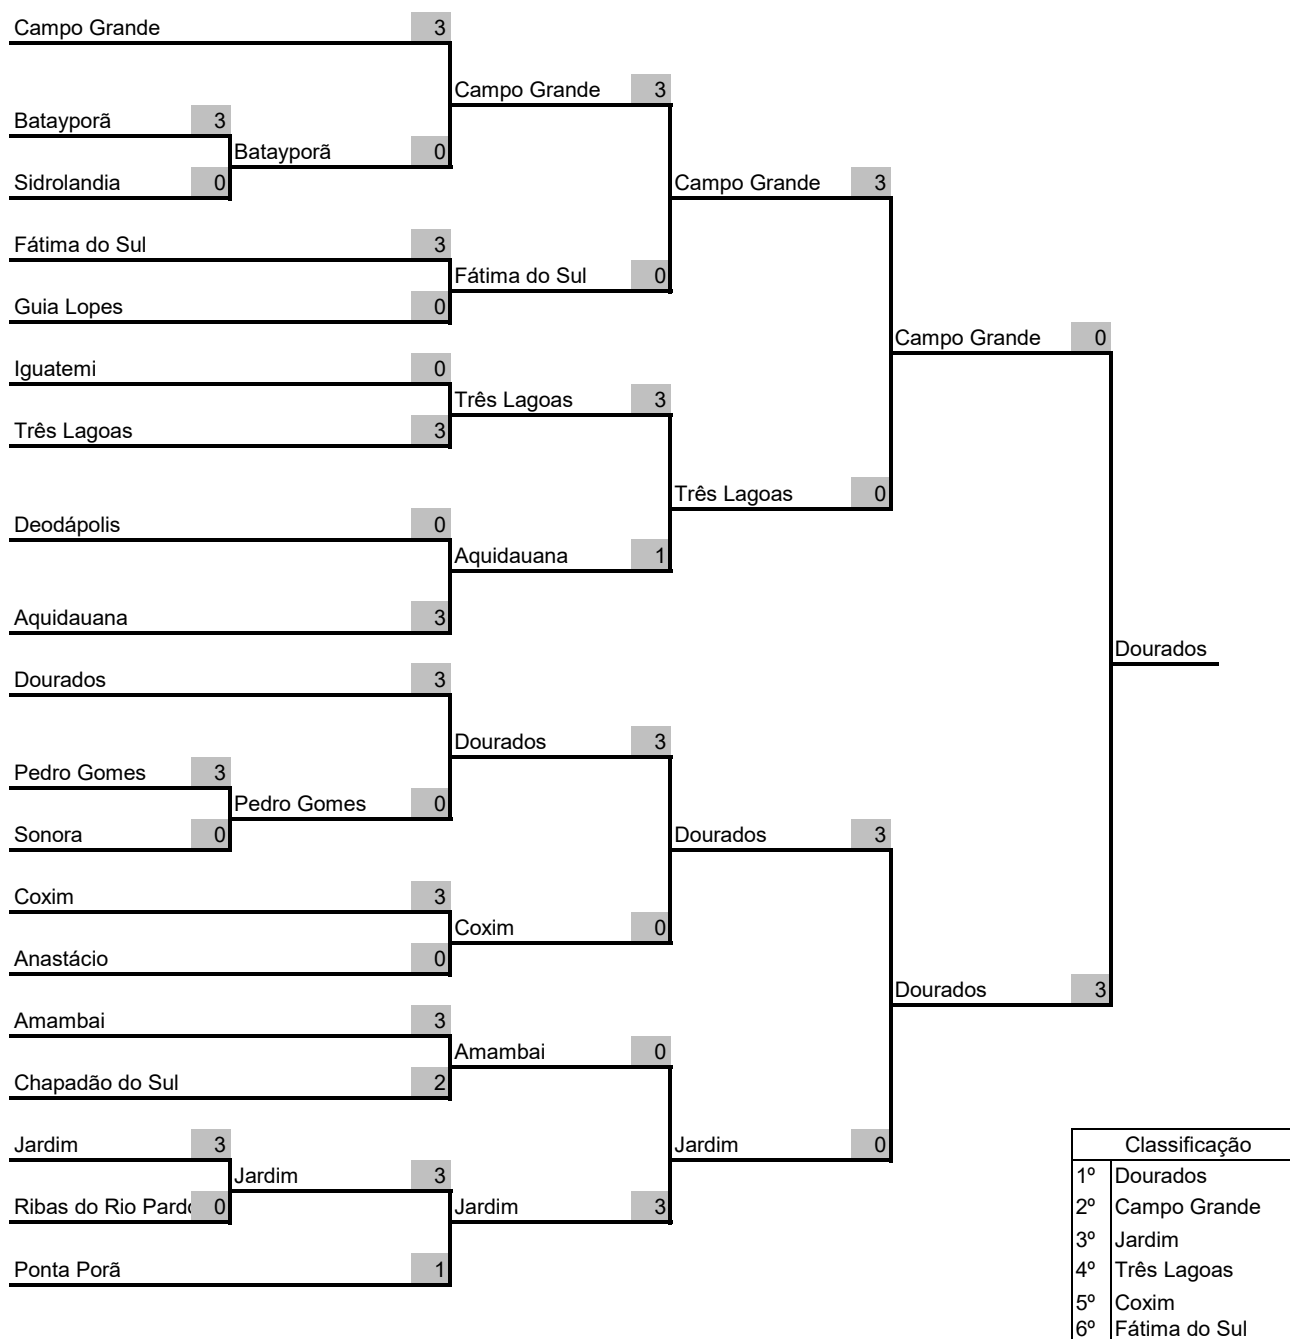 Campo Grande 3
Campo Grande 3
Batayporã 3
Batayporã 0
Sidrolandia 0
Campo Grande 3
Fátima do Sul 3
Fátima do Sul 0
Guia Lopes 0
Campo Grande 0
Iguatemi 0
Três Lagoas 3
Três Lagoas 3
Três Lagoas 0
Deodápolis 0
Aquidauana 1
Aquidauana 3
Dourados
Dourados 3
Dourados 3
Pedro Gomes 3
Pedro Gomes 0
Sonora 0
Dourados 3
Coxim 3
Coxim 0
Anastácio 0
Dourados 3
Amambai 3
Amambai 0
Chapadão do Sul 2
Jardim 3
Jardim 0
Jardim 3
Ribas do Rio Pard 0
Jardim 3
Ponta Porã 1
Classificação
1º Dourados
2º Campo Grande
3º Jardim
4º Três Lagoas
5º Coxim
6º Fátima do Sul